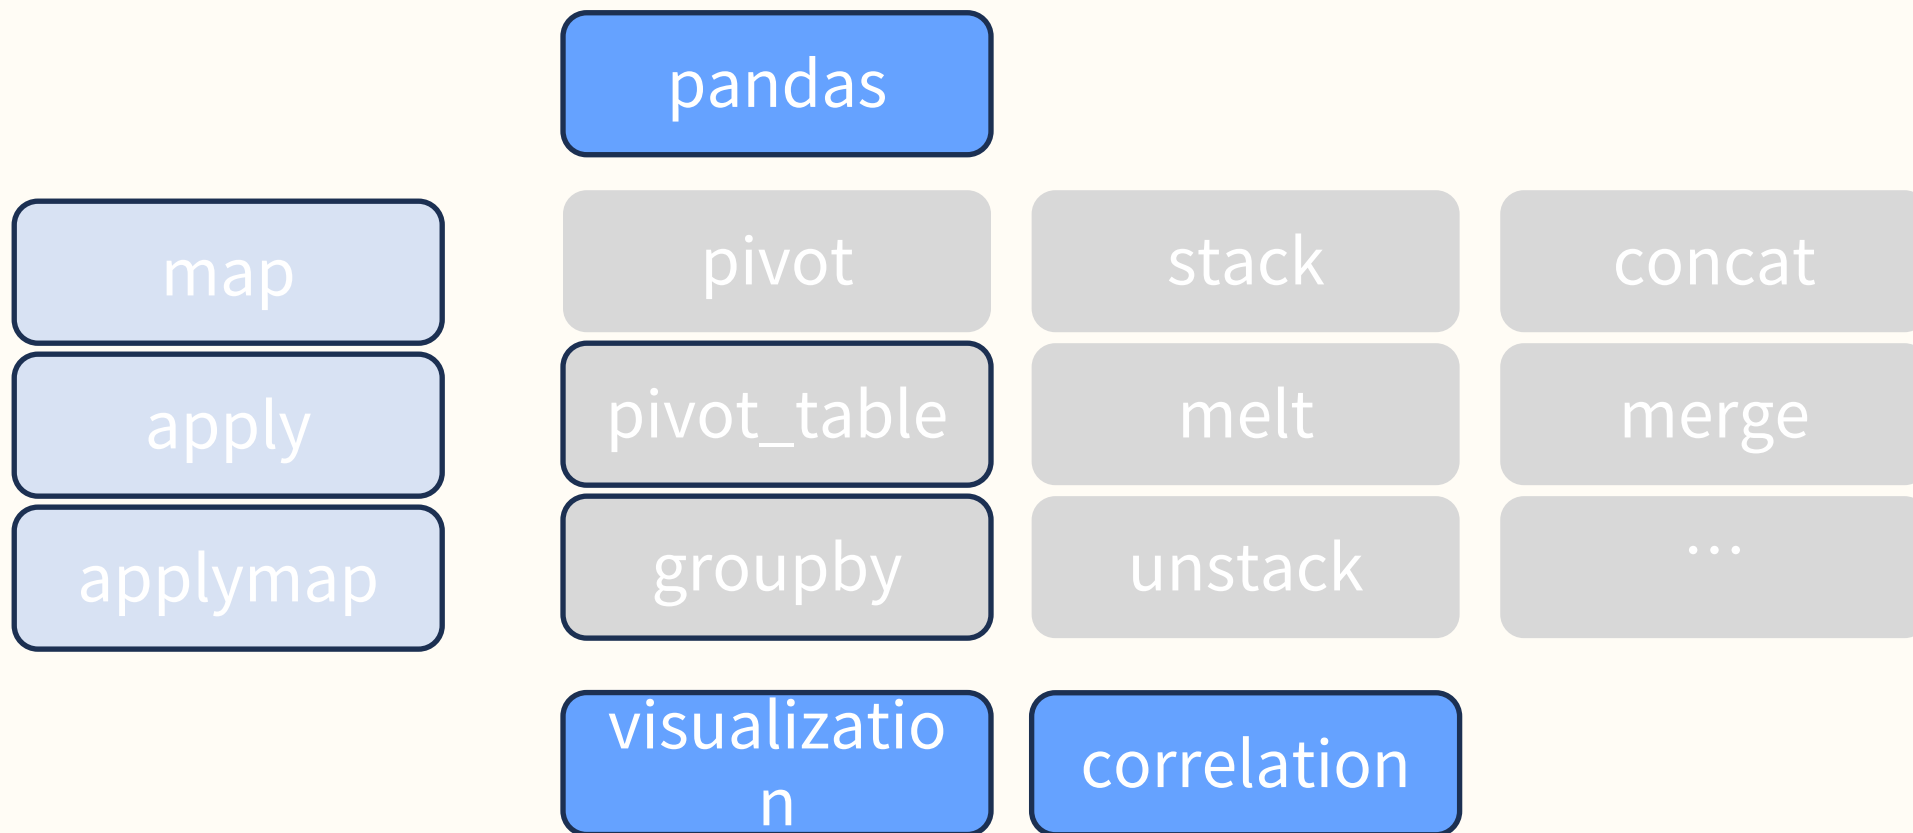 pandas
map
apply
applymap
pivot
stack
concat
pivot_table
melt
merge
groupby
unstack
...
visualizatio
n
correlation